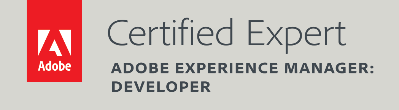 Certified Expert
Adobe
ADOBE EXPERIENCE MANAGER:
DEVELOPER